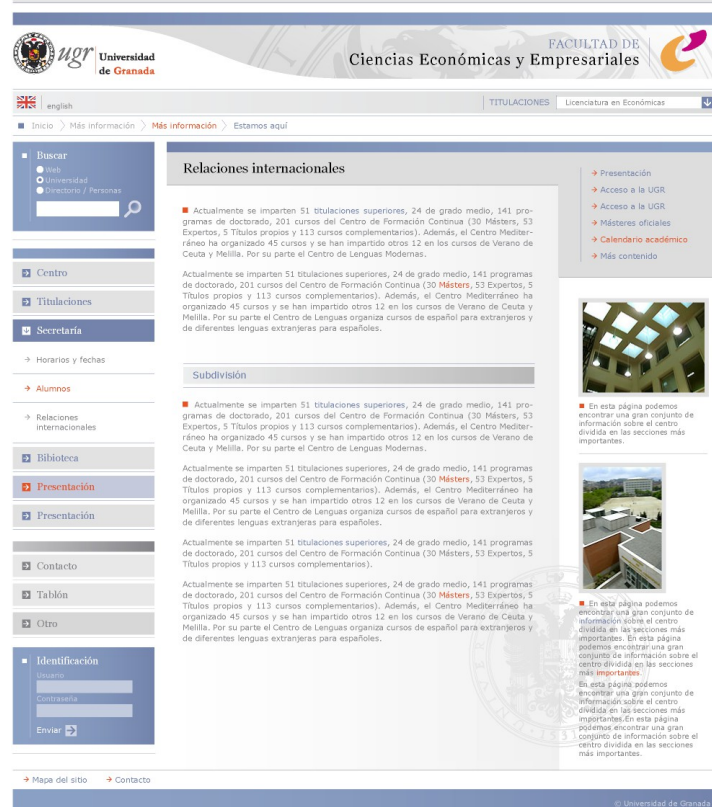 ugr Universidad
de Granada
FACULTAD DE
Ciencias Económicas y Empresariales
english
TITULACIONES
Licenciatura en Económicas
Inicio
Más información
Más información
Estamos aquí
Buscar
Web
Universidad
Directorio / Personas
Centro
Titulaciones
Secretaría
Horarios y fechas
Alumnos
Relaciones
internacionales
Bibioteca
Presentación
Presentación
Contacto
Tablón
Otro
Identificación
Usuario
Contraseña
Enviar
Relaciones internacionales
Actualmente se imparten 51 titulaciones superiores, 24 de grado medio, 141 pro-
gramas de doctorado, 201 cursos del Centro de Formación Continua (30 Másters, 53
Expertos, 5 Títulos propios y 113 cursos complementarios). Además, el Centro Mediter-
ráneo ha organizado 45 cursos y se han impartido otros 12 en los cursos de Verano de
Ceuta y Melilla. Por su parte el Centro de Lenguas Modernas.
Actualmente se imparten 51 titulaciones superiores, 24 de grado medio, 141 programas
de doctorado, 201 cursos del Centro de Formación Continua (30 Másters, 53 Expertos, 5
Títulos propios y 113 cursos complementarios). Además, el Centro Mediterráneo ha
organizado 45 cursos y se han impartido otros 12 en los cursos de Verano de Ceuta y
Melilla. Por su parte el Centro de Lenguas organiza cursos de español para extranjeros y
de diferentes lenguas extranjeras para españoles.
Subdivisión
Actualmente se imparten 51 titulaciones superiores, 24 de grado medio, 141 pro-
gramas de doctorado, 201 cursos del Centro de Formación Continua (30 Másters, 53
Expertos, 5 Títulos propios y 113 cursos complementarios). Además, el Centro Mediter-
ráneo ha organizado 45 cursos y se han impartido otros 12 en los cursos de Verano de
Ceuta y Melilla. Por su parte el Centro de Lenguas Modernas.
Actualmente se imparten 51 titulaciones superiores, 24 de grado medio, 141 programas
de doctorado, 201 cursos del Centro de Formación Continua (30 Másters, 53 Expertos, 5
Títulos propios y 113 cursos complementarios). Además, el Centro Mediterráneo ha
organizado 45 cursos y se han impartido otros 12 en los cursos de Verano de Ceuta y
Melilla. Por su parte el Centro de Lenguas organiza cursos de español para extranjeros y
de diferentes lenguas extranjeras para españoles.
Actualmente se imparten 51 titulaciones superiores, 24 de grado medio, 141 programas
de doctorado, 201 cursos del Centro de Formación Continua (30 Másters, 53 Expertos, 5
Títulos propios y 113 cursos complementarios).
Actualmente se imparten 51 titulaciones superiores, 24 de grado medio, 141 programas
de doctorado, 201 cursos del Centro de Formación Continua (30 Másters, 53 Expertos, 5
Títulos propios y 113 cursos complementarios). Además, el Centro Mediterráneo ha
organizado 45 cursos y se han impartido otros 12 en los cursos de Verano de Ceuta y
Melilla. Por su parte el Centro de Lenguas organiza cursos de español para extranjeros y
de diferentes lenguas extranjeras para españoles.
Presentación
Acceso a la UGR
Acceso a la UGR
Másteres oficiales
Calendario académico
Más contenido
En esta página podemos
encontrar una gran conjunto de
información sobre el centro
dividida en las secciones más
importantes.
En esta página podemos
encontrar una gran conjunto de
información sobre el centro
dividida en las secciones más
importantes. En esta página
podemos encontrar una gran
conjunto de información sobre el
centro dividida en las secciones
más importantes.
En esta página podemos
encontrar una gran conjunto de
información sobre el centro
dividida en las secciones más
importantes.En esta página
podemos encontrar una gran
conjunto de información sobre el
centro dividida en las secciones
más importantes.
Mapa del sitio
Contacto
© Universidad de Granada